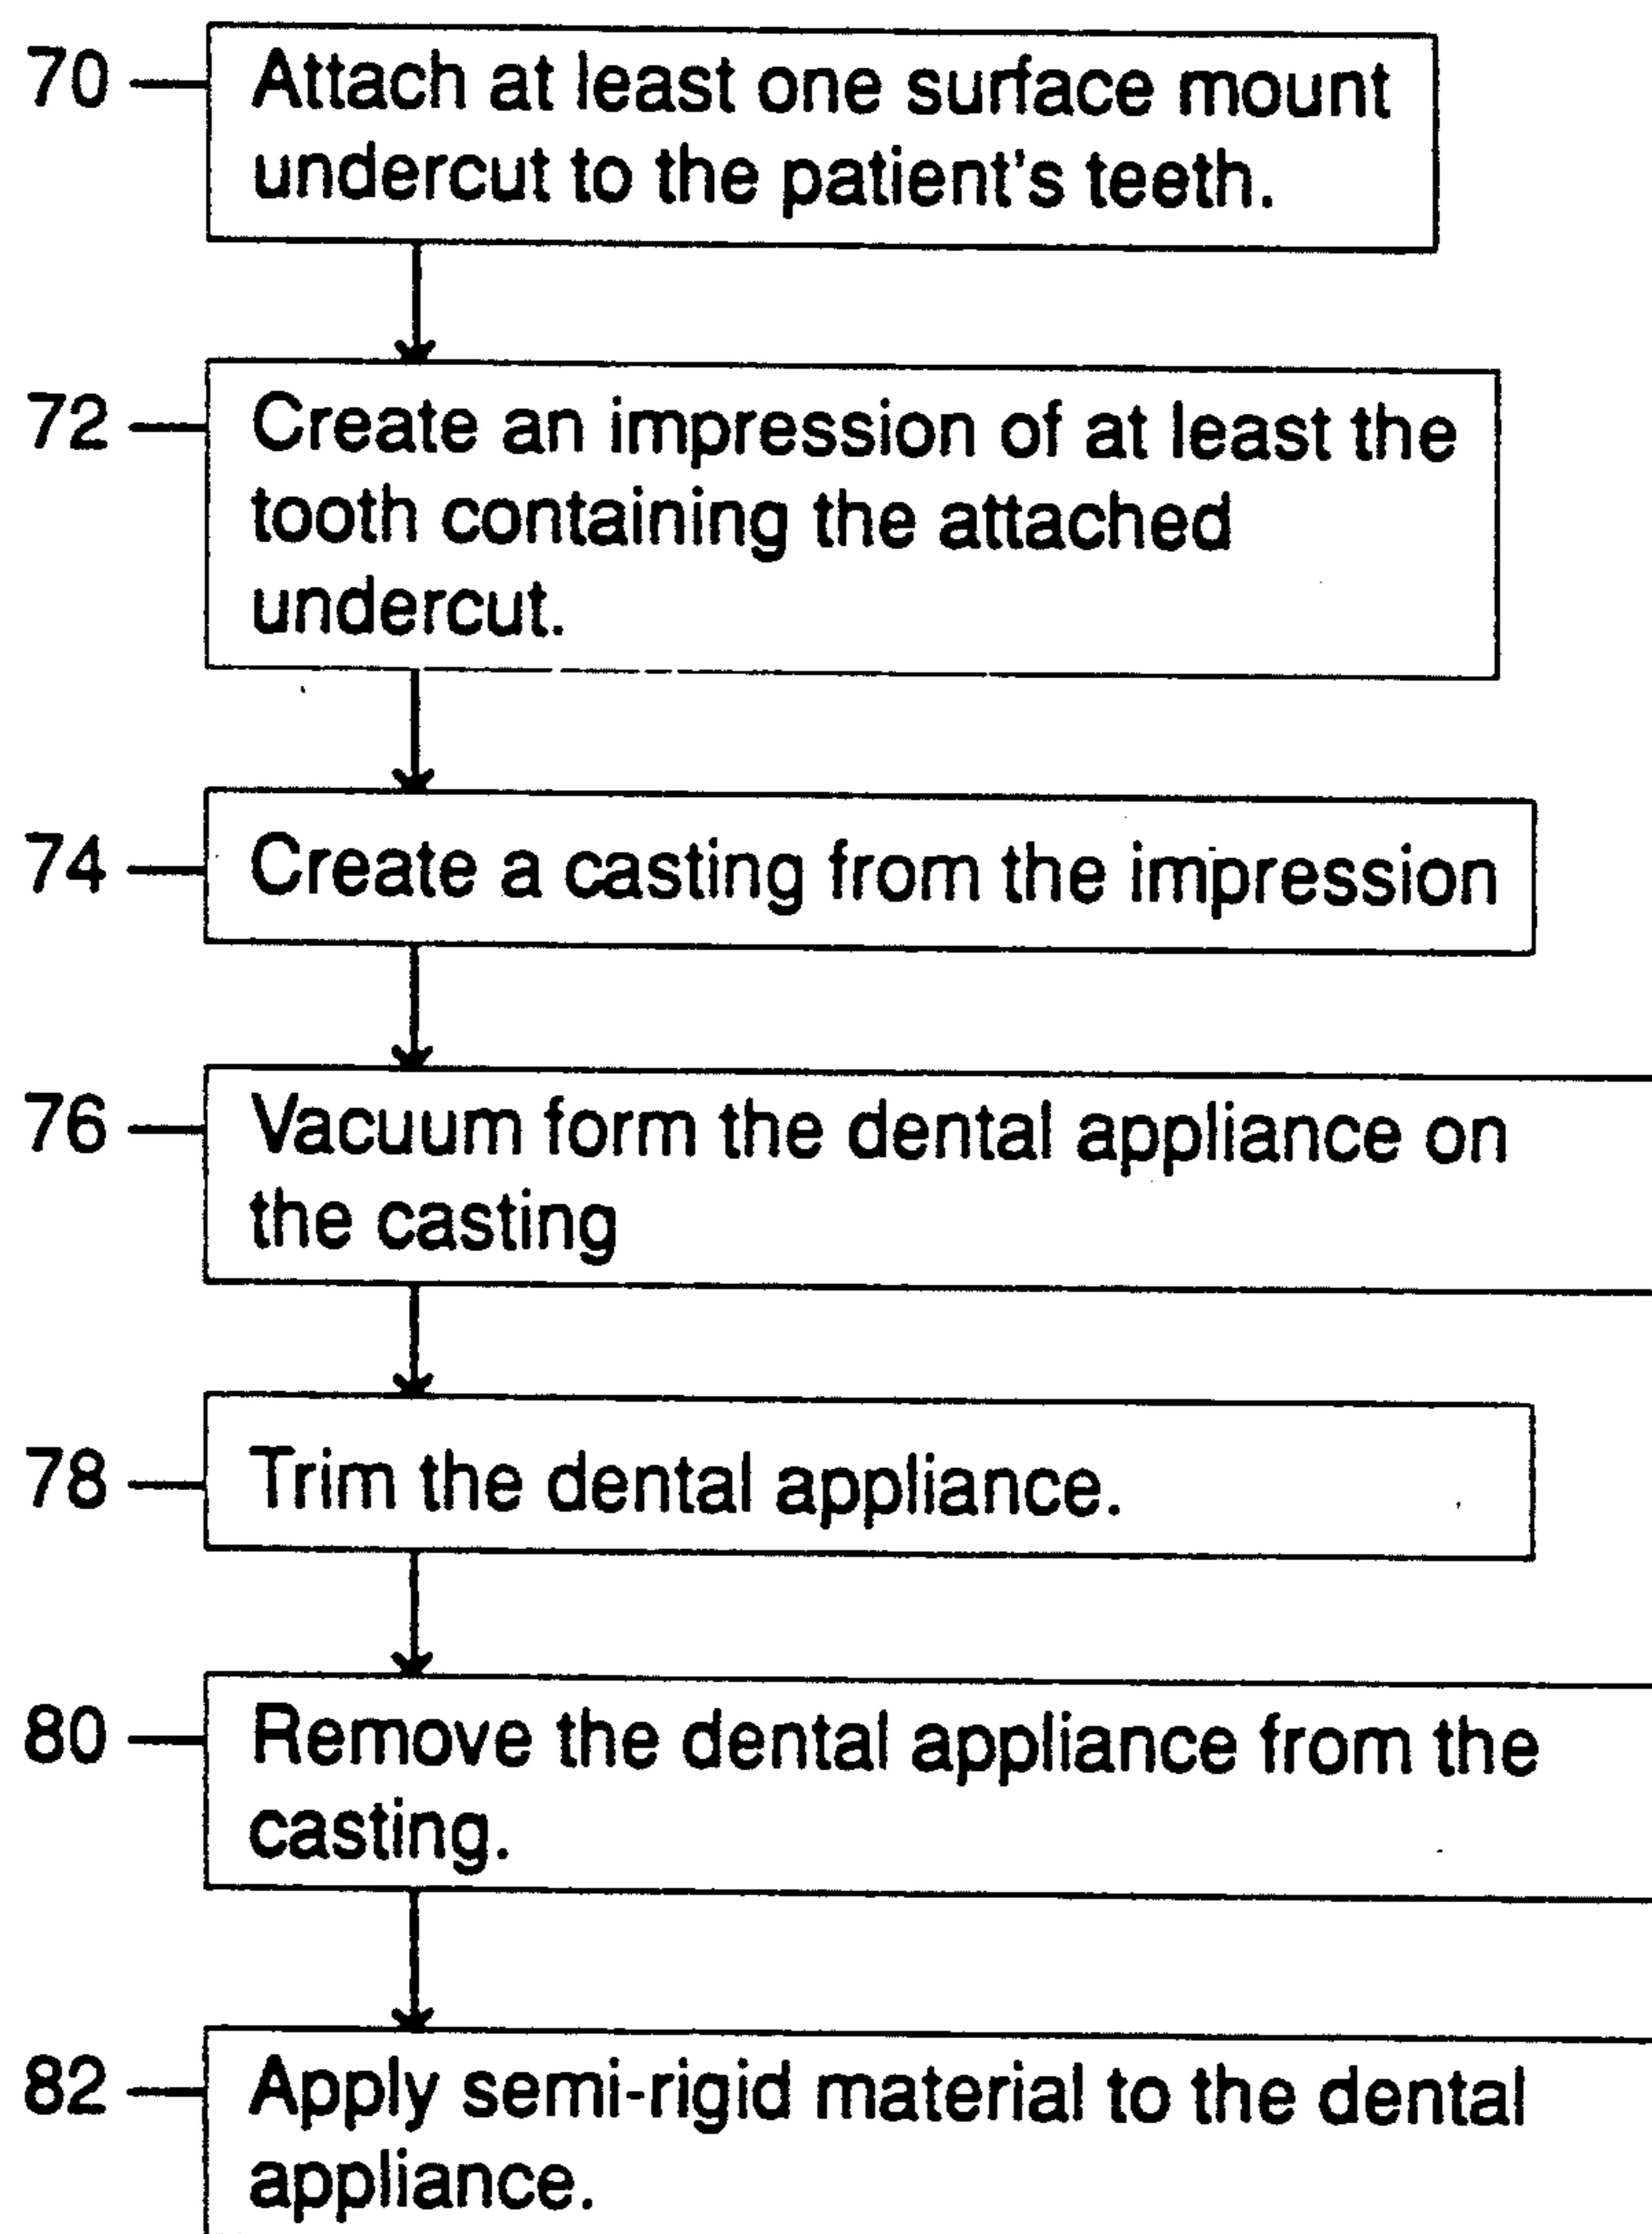 70 Attach at least one surface mount
undercut to the patient's teeth.
72 Create an impression of at least the
tooth containing the attached
undercut.
74 Create a casting from the impression
76 Vacuum form the dental appliance on
the casting
78 Trim the dental appliance.
80 Remove the dental appliance from the
casting.
82 Apply semi-rigid material to the dental
appliance.